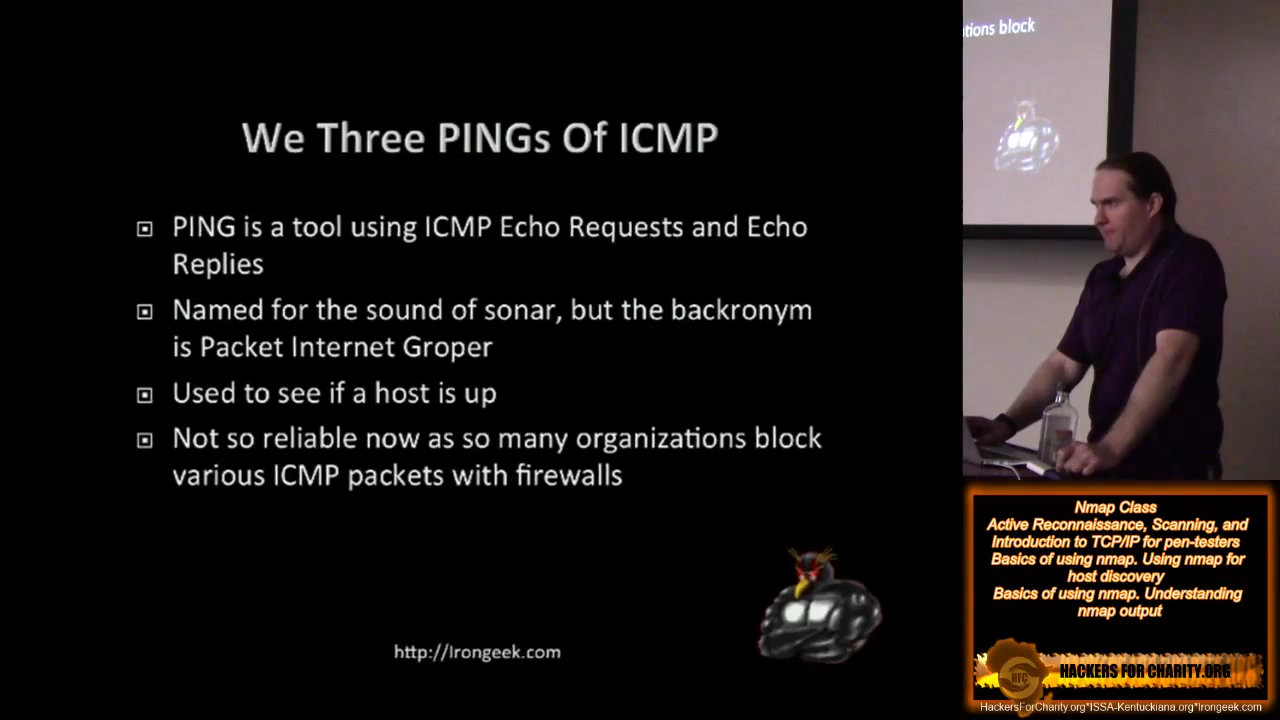 We Three PINGs Of ICMP
PING is a tool using ICMP Echo Requests and Echo
Replies
Named for the sound of sonar, but the backronym
is Packet Internet Groper
Used to see if a host is up
Not so reliable now as so many organizations block
various ICMP packets with firewalls
http://Irongeek.com
tions block
Nmap Class
Active Reconnaissance, Scanning, and
Introduction to TCP/IP for pen-testers
Basics of using nmap. Using nmap for
host discovery
Basics of using nmap. Understanding
nmap output
HFC
HACKERS FOR CHARITY.ORG
HackersForCharity.org*ISSA-Kentuckiana.org*Irongeek.com